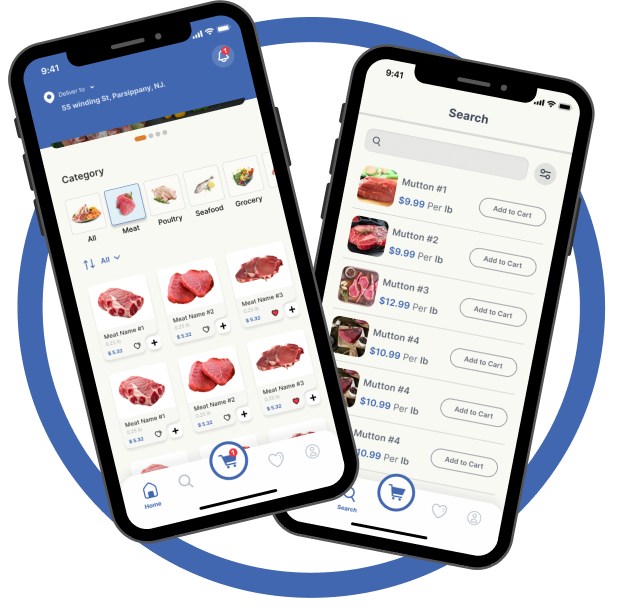 9:41
Deliver to
55 winding St, Parsippany, NJ.
1
Category
All
Meat
Poultry
Seafood
Grocery
All
Meat Name #1
0.25 lb
$ 5.32
Meat Name #2
0.25 lb
$ 5.32
Meat Name #3
0.25 lb
$ 5.32
Meat Name #1
0.25 lb
$ 5.32
Meat Name #2
0.25 lb
$ 5.32
Meat Name #3
0.25 lb
$ 5.32
1
Home
9:41
Search
Mutton #1
$9.99 Per lb
Add to Cart
Mutton #2
$9.99 Per lb
Add to Cart
Mutton #3
$12.99 Per lb
Add to Cart
Mutton #4
$10.99 Per lb
Add to Cart
Mutton #4
$10.99 Per lb
Add to Cart
Mutton #4
10.99 Per lb
Add to Cart
Search